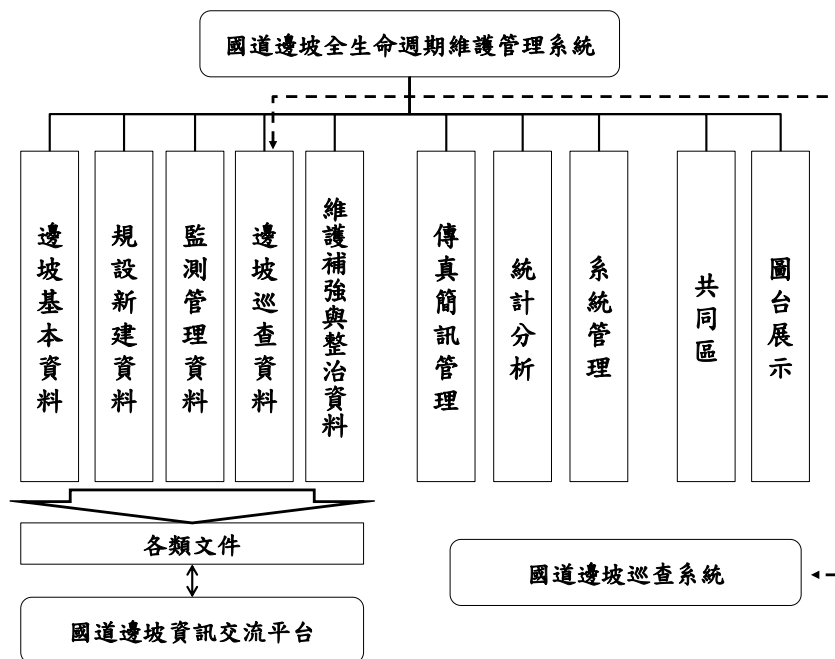 國道邊坡全生命週期維護管理系統
邊坡基本資料
規設新建資料
監測管理資料
邊坡巡查資料
維護補強與整治資料
傳真簡訊管理
統計分析
系統管理
共同區
圖台展示
各類文件
國道邊坡巡查系統
國道邊坡資訊交流平台